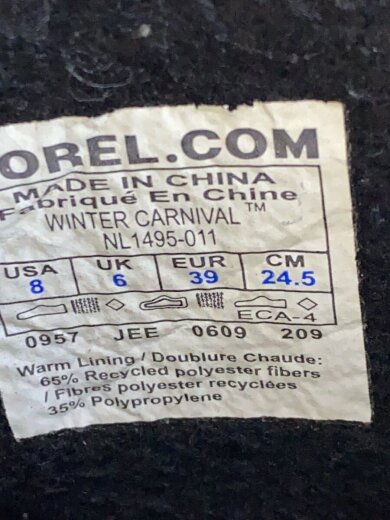 OREL.COM
MADE IN CHINA
Fabriqué En Chine
WINTER CARNIVAL™
NL1495-011
USA UK EUR CM
8 6 39 24.5
ECA-4
0957 JEE 0609 209
Warm Lining / Doublure Chaude:
65% Recycled polyester fibers
/ Fibres polyester recyclées
35% Polypropylene